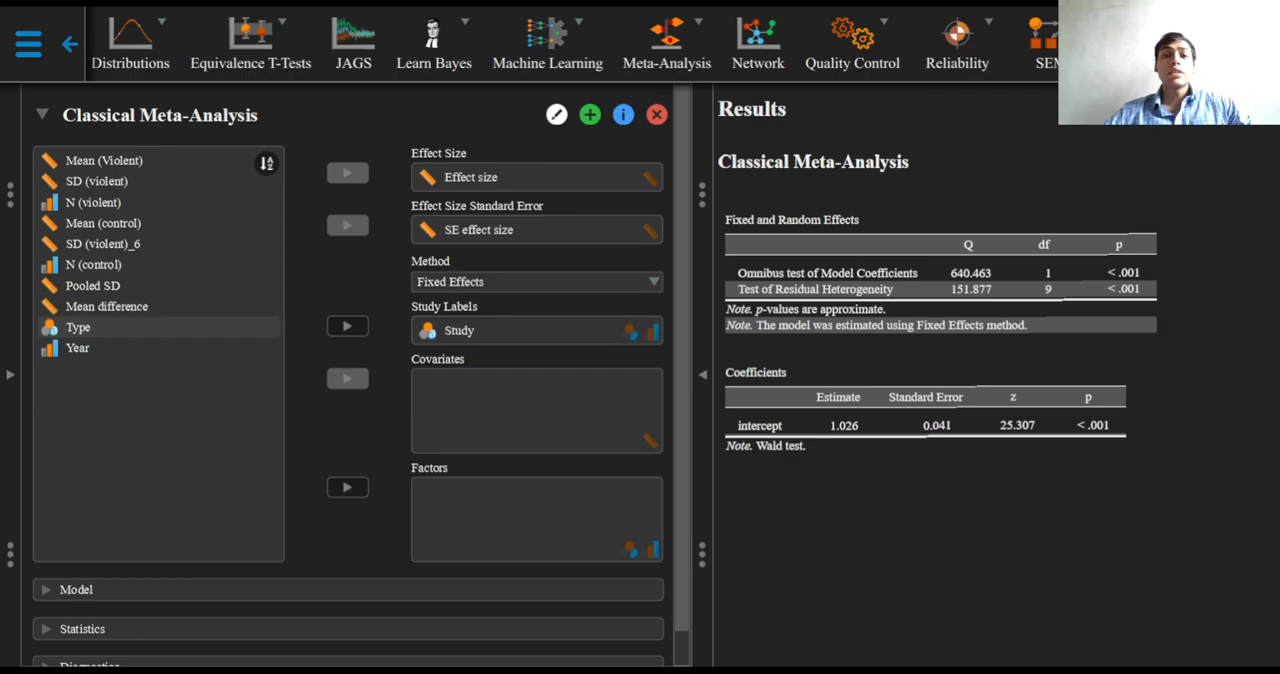 Distributions Equivalence T-Tests JAGS Learn Bayes Machine Learning Meta-Analysis Network Quality Control Reliability
Classical Meta-Analysis
Mean (Violent)
SD (violent)
N (violent)
Mean (control)
SD (violent)_6
N (control)
Pooled SD
Mean difference
Type
Year
Effect Size
Effect size
Effect Size Standard Error
SE effect size
Method
Fixed Effects
Study Labels
Study
Covariates
Factors
Model
Statistics
Diagnostics
Results
Classical Meta-Analysis
Fixed and Random Effects
Q df p
Omnibus test of Model Coefficients 640.463 1 < .001
Test of Residual Heterogeneity 151.877 9 < .001
Note. p-values are approximate.
Note. The model was estimated using Fixed Effects method.
Coefficients
Estimate Standard Error z p
intercept 1.026 0.041 25.307 < .001
Note. Wald test.